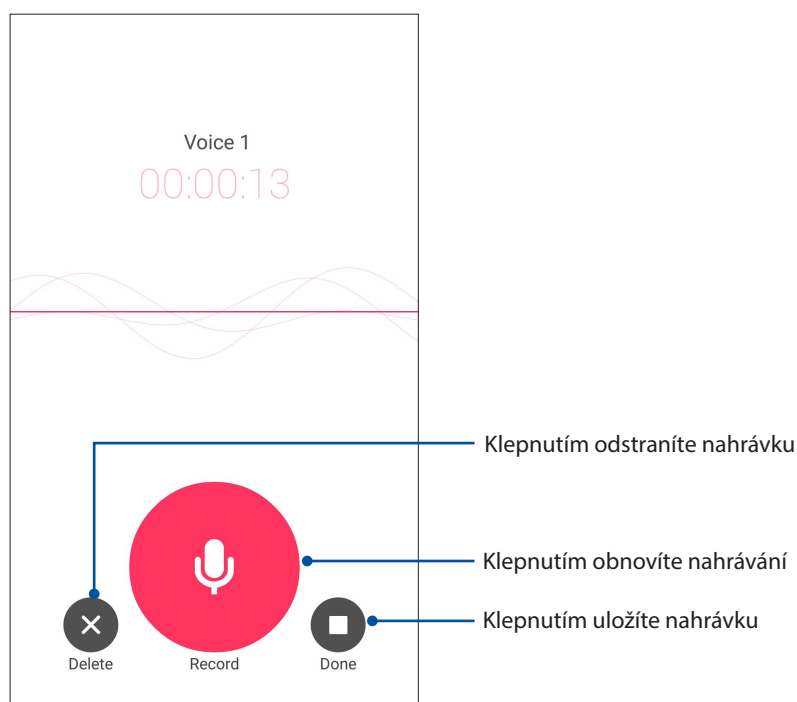 Voice 1
00:00:13
Klepnutím odstraníte nahrávku
Klepnutím obnovíte nahrávání
Klepnutím uložíte nahrávku
Delete
Record
Done